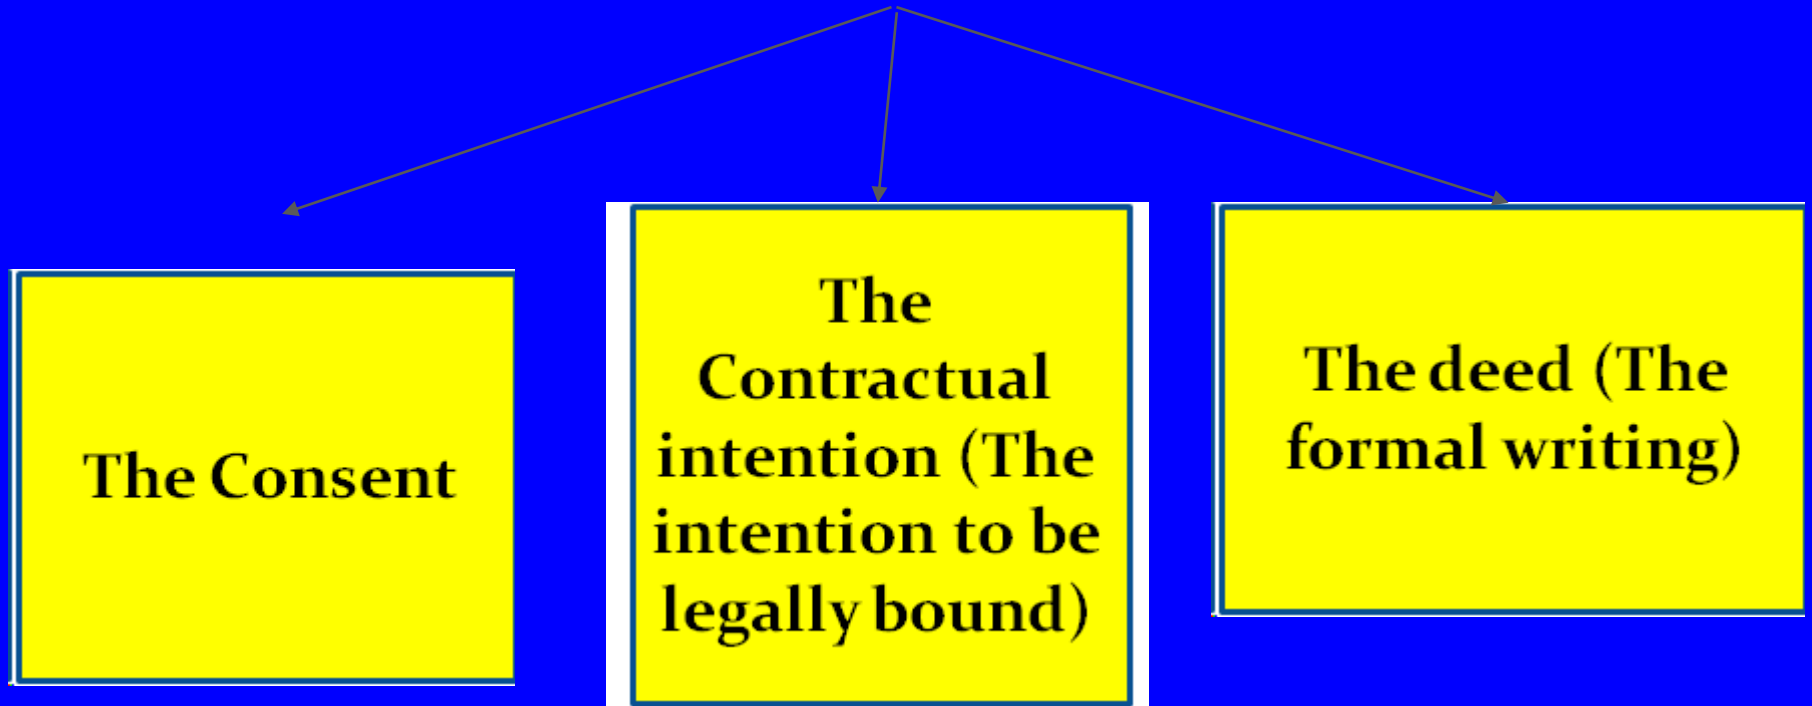 The Consent
The
Contractual
intention (The
intention to be
legally bound)
The deed (The
formal writing)